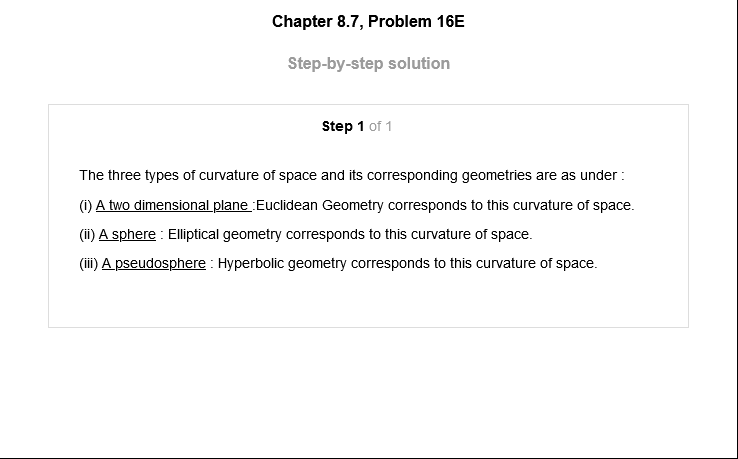 Chapter 8.7, Problem 16E
Step-by-step solution
Step 1 of 1
The three types of curvature of space and its corresponding geometries are as under :
(i) A two dimensional plane :Euclidean Geometry corresponds to this curvature of space.
(ii) A sphere : Elliptical geometry corresponds to this curvature of space.
(iii) A pseudosphere : Hyperbolic geometry corresponds to this curvature of space.